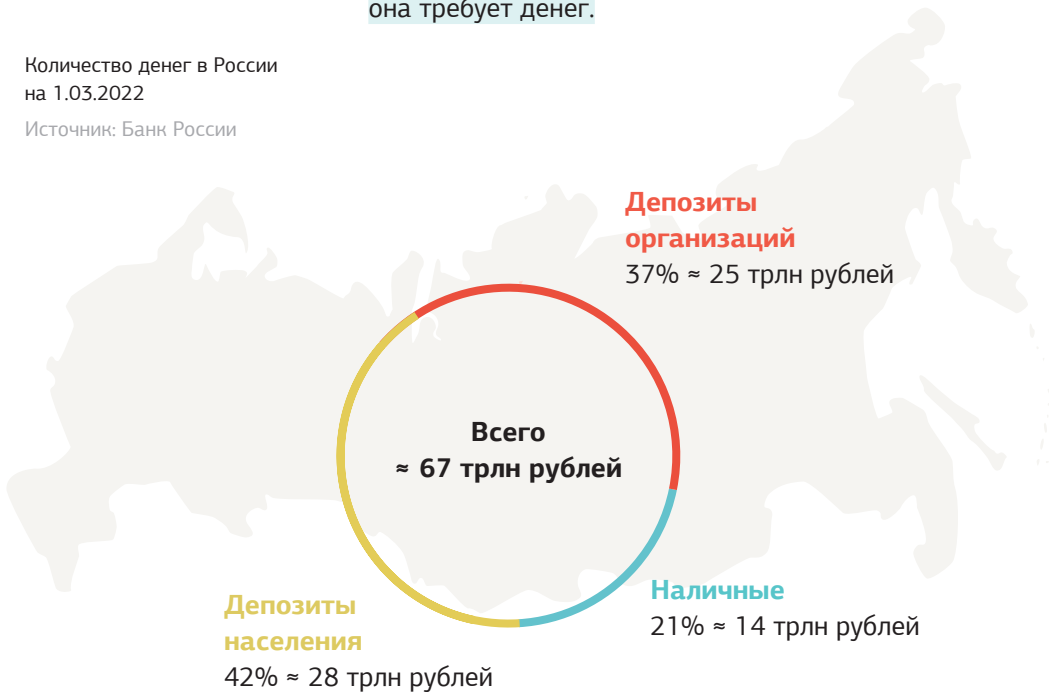 она требует денег.
Количество денег в России
на 1.03.2022
Источник: Банк России
Депозиты
организаций
37% ≈ 25 трлн рублей
Всего
≈ 67 трлн рублей
Наличные
21% ≈ 14 трлн рублей
Депозиты
населения
42% ≈ 28 трлн рублей